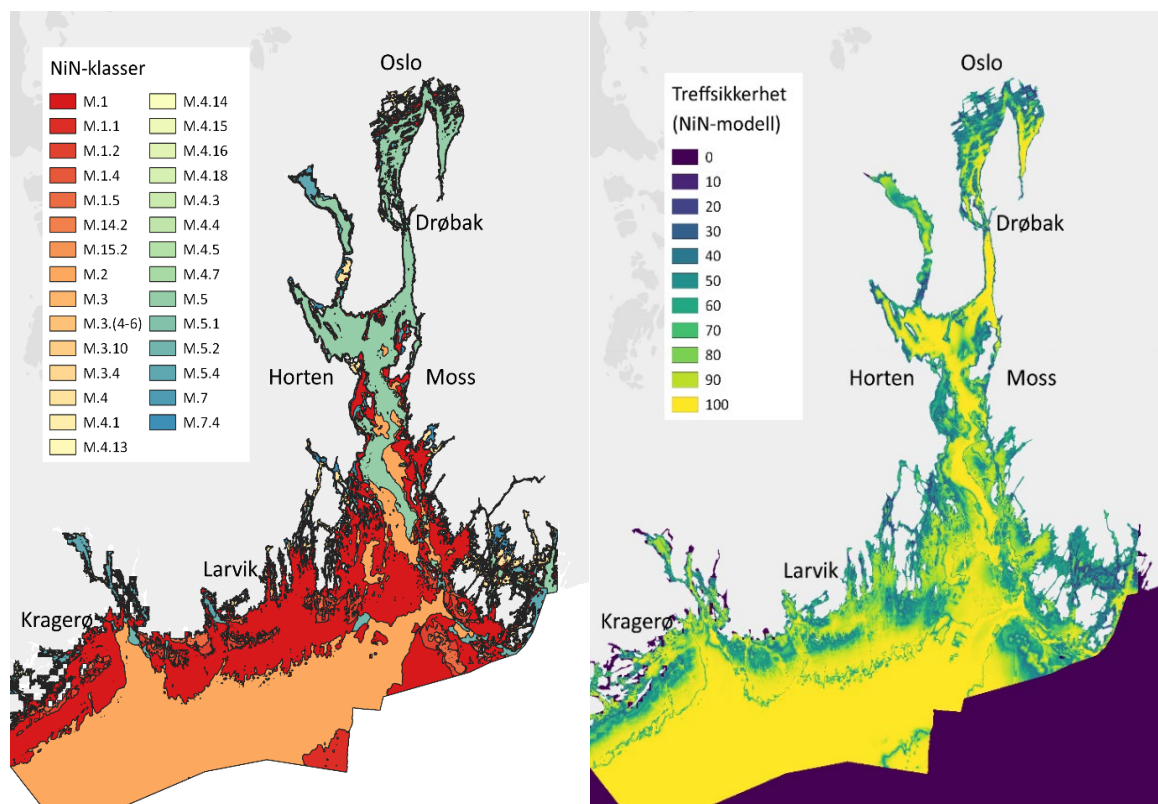 NiN-klasser
M.1
M.1.1
M.1.2
M.1.4
M.1.5
M.14.2
M.15.2
M.2
M.3
M.3.(4-6)
M.3.10
M.3.4
M.4
M.4.1
M.4.13
M.4.14
M.4.15
M.4.16
M.4.18
M.4.3
M.4.4
M.4.5
M.4.7
M.5
M.5.1
M.5.2
M.5.4
M.7
M.7.4
Oslo
Drøbak
Horten
Moss
Larvik
Kragerø
Treffsikkerhet
(NiN-modell)
0
10
20
30
40
50
60
70
80
90
100
Oslo
Drøbak
Horten
Moss
Larvik
Kragerø